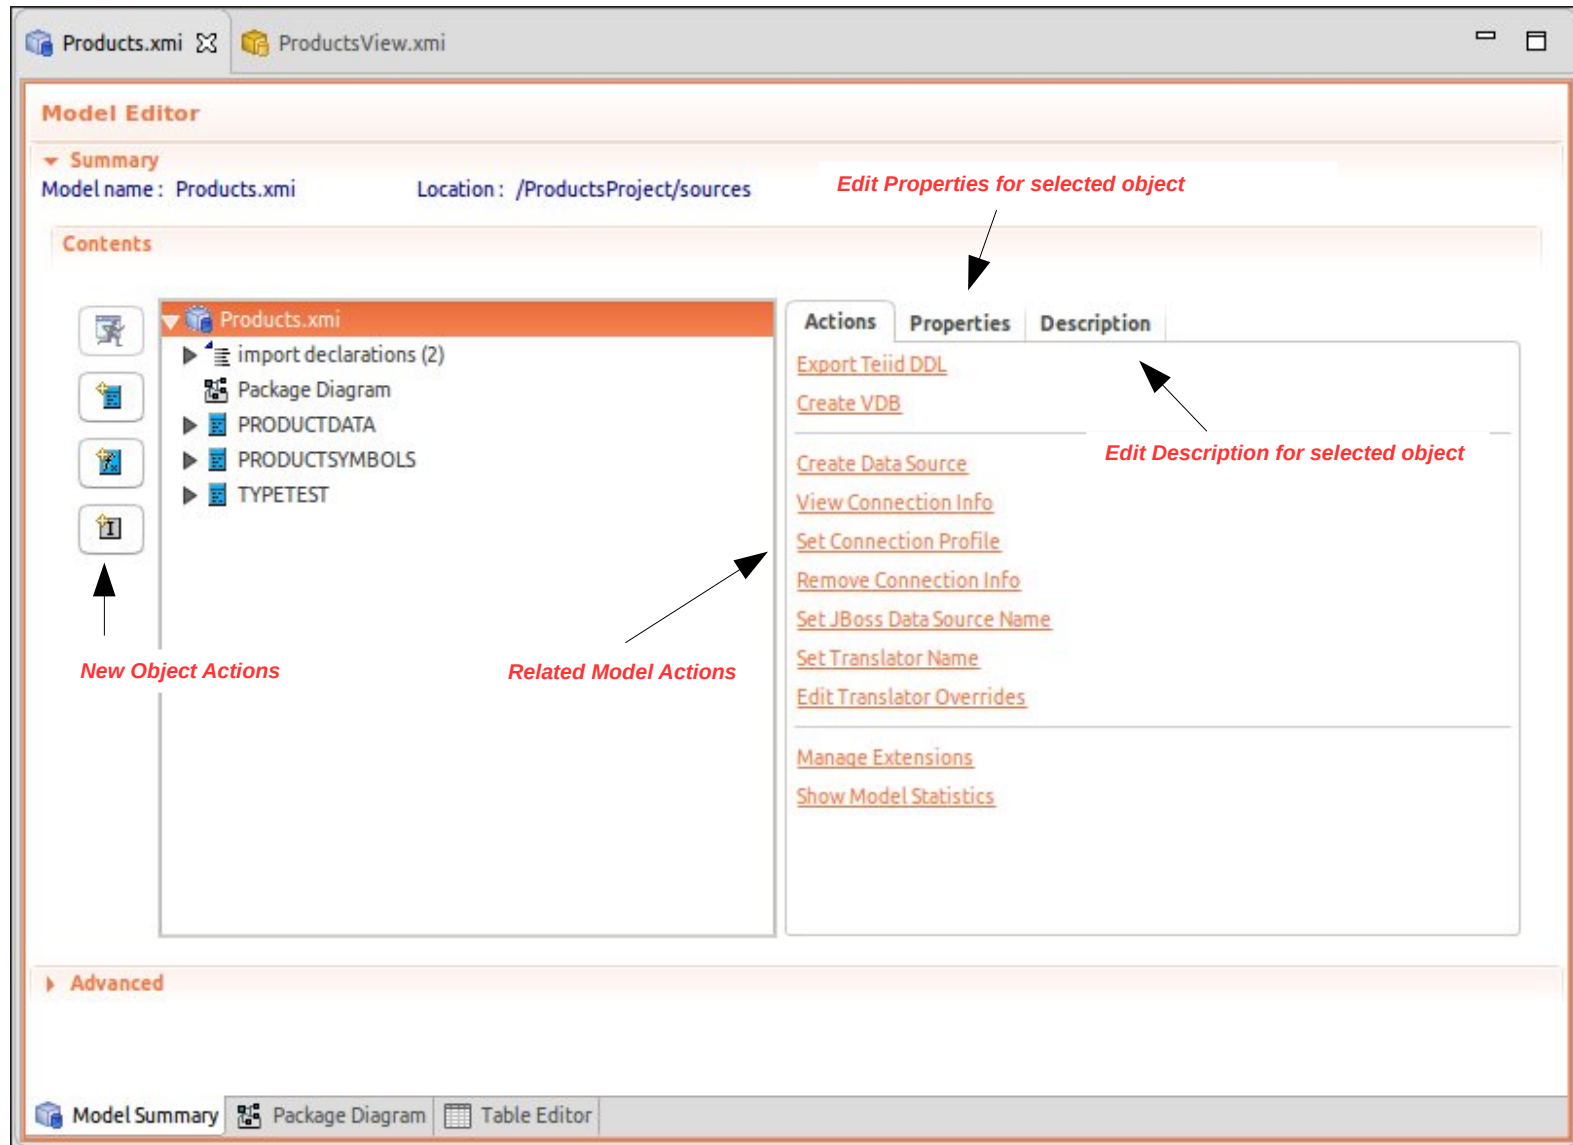 Products.xmi
ProductsView.xmi
Model Editor
Summary
Model name : Products.xmi
Location : /ProductsProject/sources
Edit Properties for selected object
Contents
Products.xmi
import declarations (2)
Package Diagram
PRODUCTDATA
PRODUCTSYMBOLS
TYPETEST
Actions
Properties
Description
Export Teiid DDL
Create VDB
Edit Description for selected object
Create Data Source
View Connection Info
Set Connection Profile
Remove Connection Info
Set JBoss Data Source Name
Set Translator Name
Edit Translator Overrides
Manage Extensions
Show Model Statistics
New Object Actions
Related Model Actions
Advanced
Model Summary
Package Diagram
Table Editor